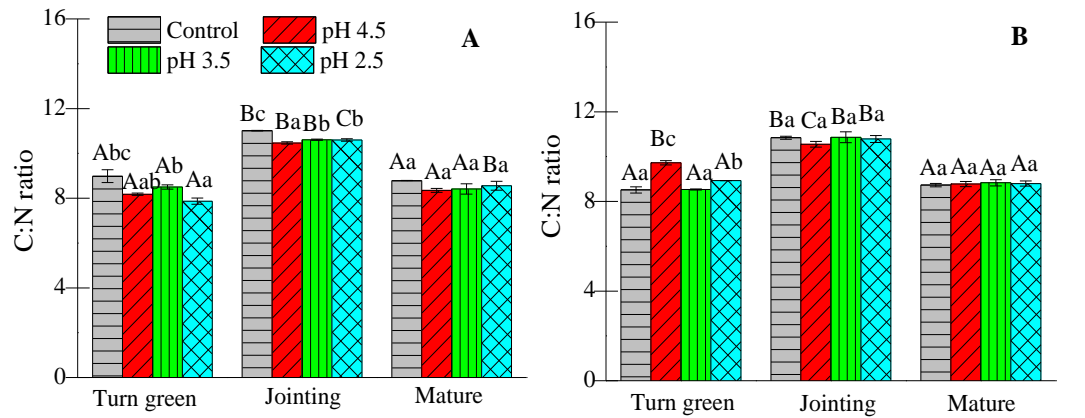 16
12
8
4
0
C:N ratio
Control
pH 4.5
pH 3.5
pH 2.5
A
Abc
Aab
Ab
Aa
Bc
Ba
Bb
Cb
Aa
Aa
Aa
Ba
Turn green
Jointing
Mature
16
12
8
4
0
C:N ratio
B
Aa
Bc
Aa
Ab
Ba
Ca
Ba
Ba
Aa
Aa
Aa
Aa
Turn green
Jointing
Mature